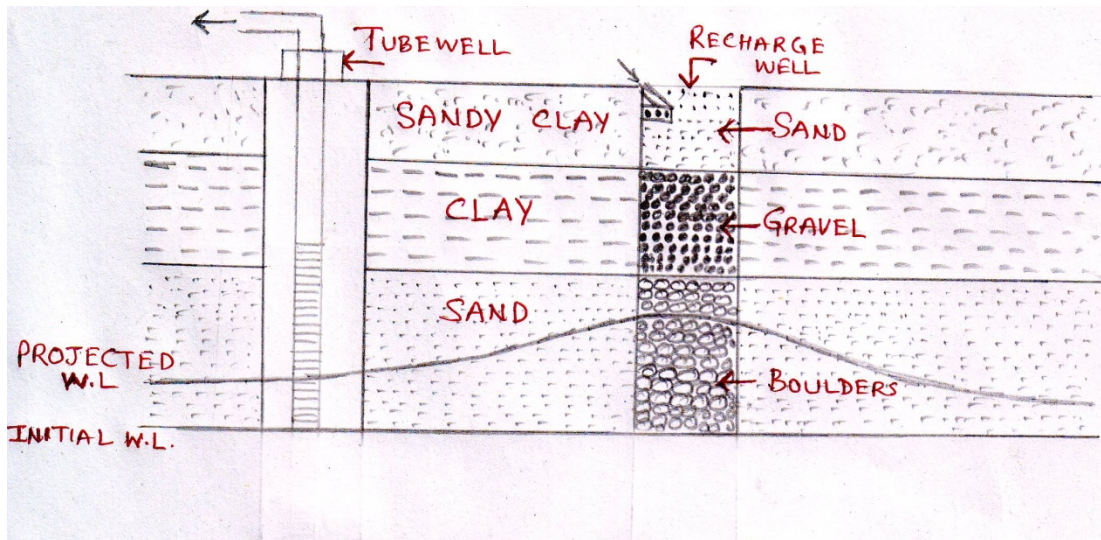 TUBEWELL
RECHARGE
WELL
SANDY CLAY
SAND
CLAY
GRAVEL
SAND
PROJECTED
W.L
BOULDERS
INITIAL W.L.